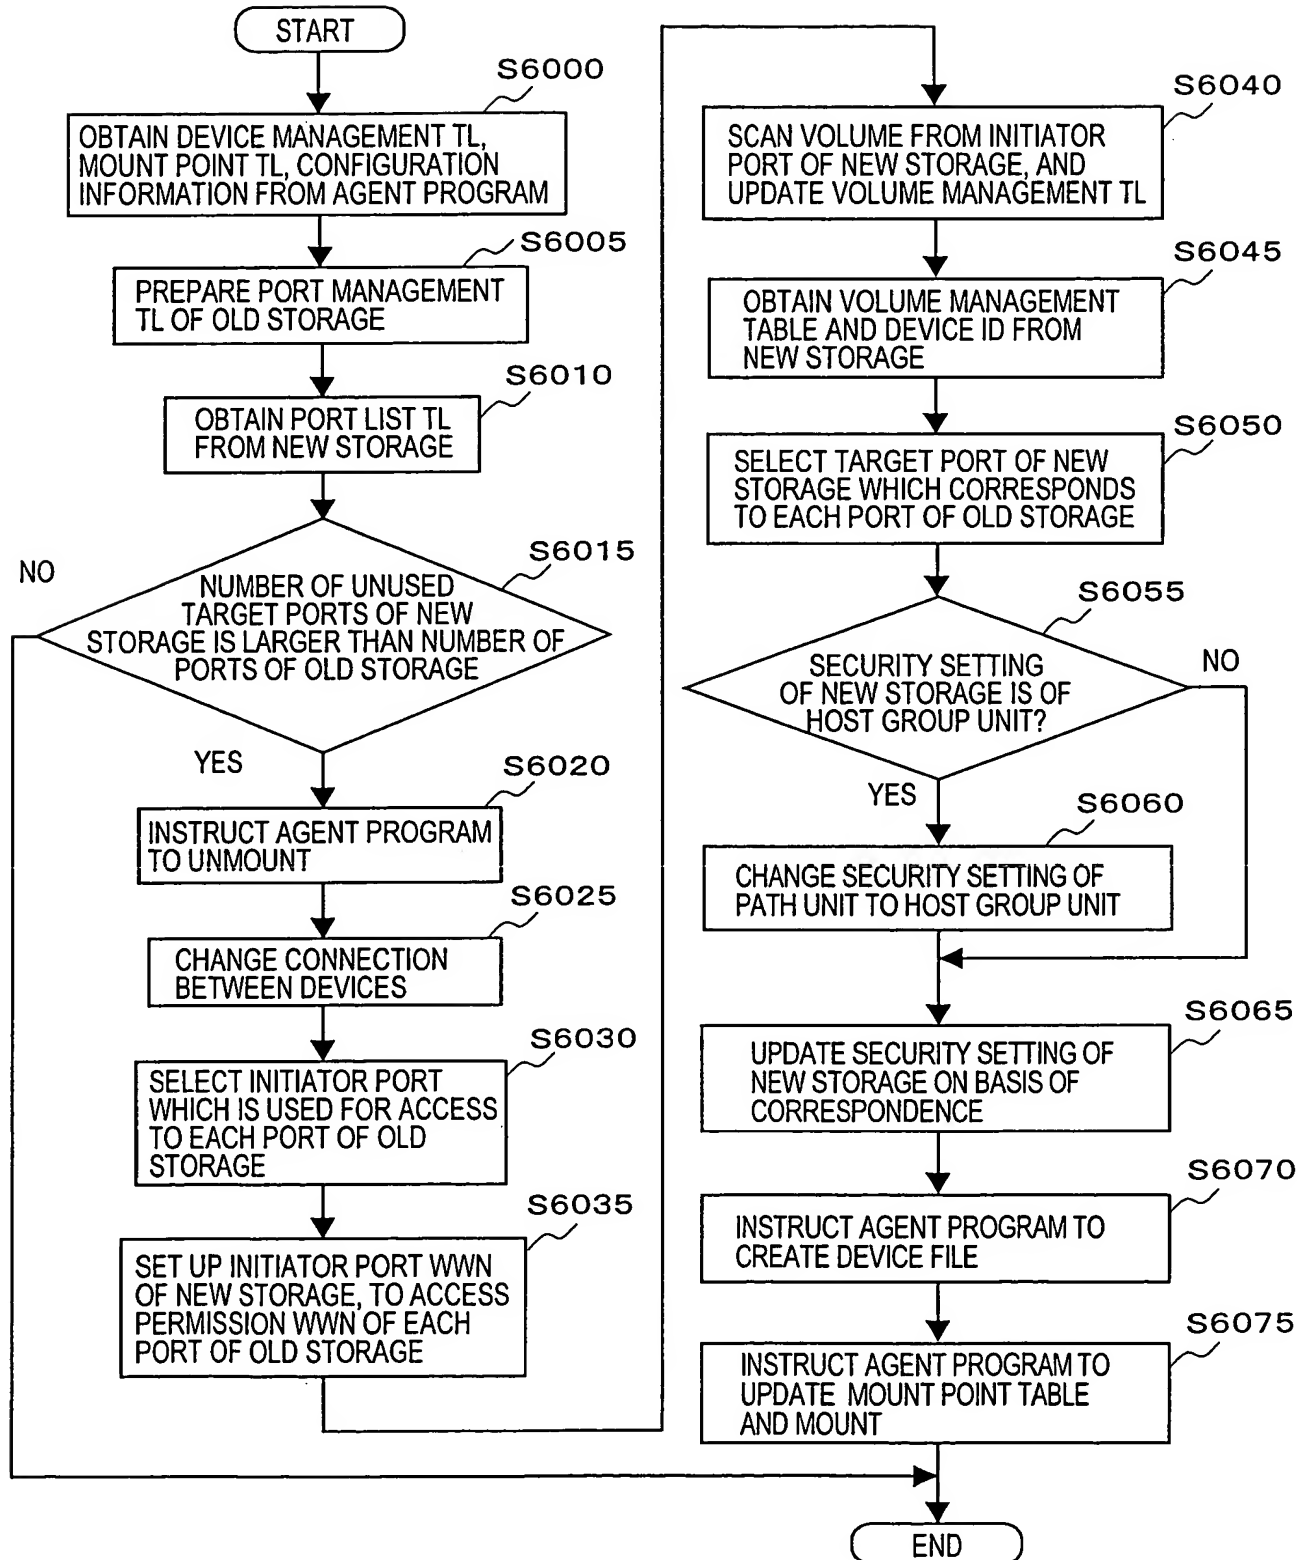 START
S6000
OBTAIN DEVICE MANAGEMENT TL,
MOUNT POINT TL, CONFIGURATION
INFORMATION FROM AGENT PROGRAM
S6005
PREPARE PORT MANAGEMENT
TL OF OLD STORAGE
S6010
OBTAIN PORT LIST TL
FROM NEW STORAGE
S6015
NO
NUMBER OF UNUSED
TARGET PORTS OF NEW
STORAGE IS LARGER THAN NUMBER OF
PORTS OF OLD STORAGE
YES
S6020
INSTRUCT AGENT PROGRAM
TO UNMOUNT
S6025
CHANGE CONNECTION
BETWEEN DEVICES
S6030
SELECT INITIATOR PORT
WHICH IS USED FOR ACCESS
TO EACH PORT OF OLD
STORAGE
S6035
SET UP INITIATOR PORT WWN
OF NEW STORAGE, TO ACCESS
PERMISSION WWN OF EACH
PORT OF OLD STORAGE
S6040
SCAN VOLUME FROM INITIATOR
PORT OF NEW STORAGE, AND
UPDATE VOLUME MANAGEMENT TL
S6045
OBTAIN VOLUME MANAGEMENT
TABLE AND DEVICE ID FROM
NEW STORAGE
S6050
SELECT TARGET PORT OF NEW
STORAGE WHICH CORRESPONDS
TO EACH PORT OF OLD STORAGE
S6055
SECURITY SETTING
OF NEW STORAGE IS OF
HOST GROUP UNIT?
NO
YES
S6060
CHANGE SECURITY SETTING OF
PATH UNIT TO HOST GROUP UNIT
S6065
UPDATE SECURITY SETTING OF
NEW STORAGE ON BASIS OF
CORRESPONDENCE
S6070
INSTRUCT AGENT PROGRAM TO
CREATE DEVICE FILE
S6075
INSTRUCT AGENT PROGRAM TO
UPDATE MOUNT POINT TABLE
AND MOUNT
END